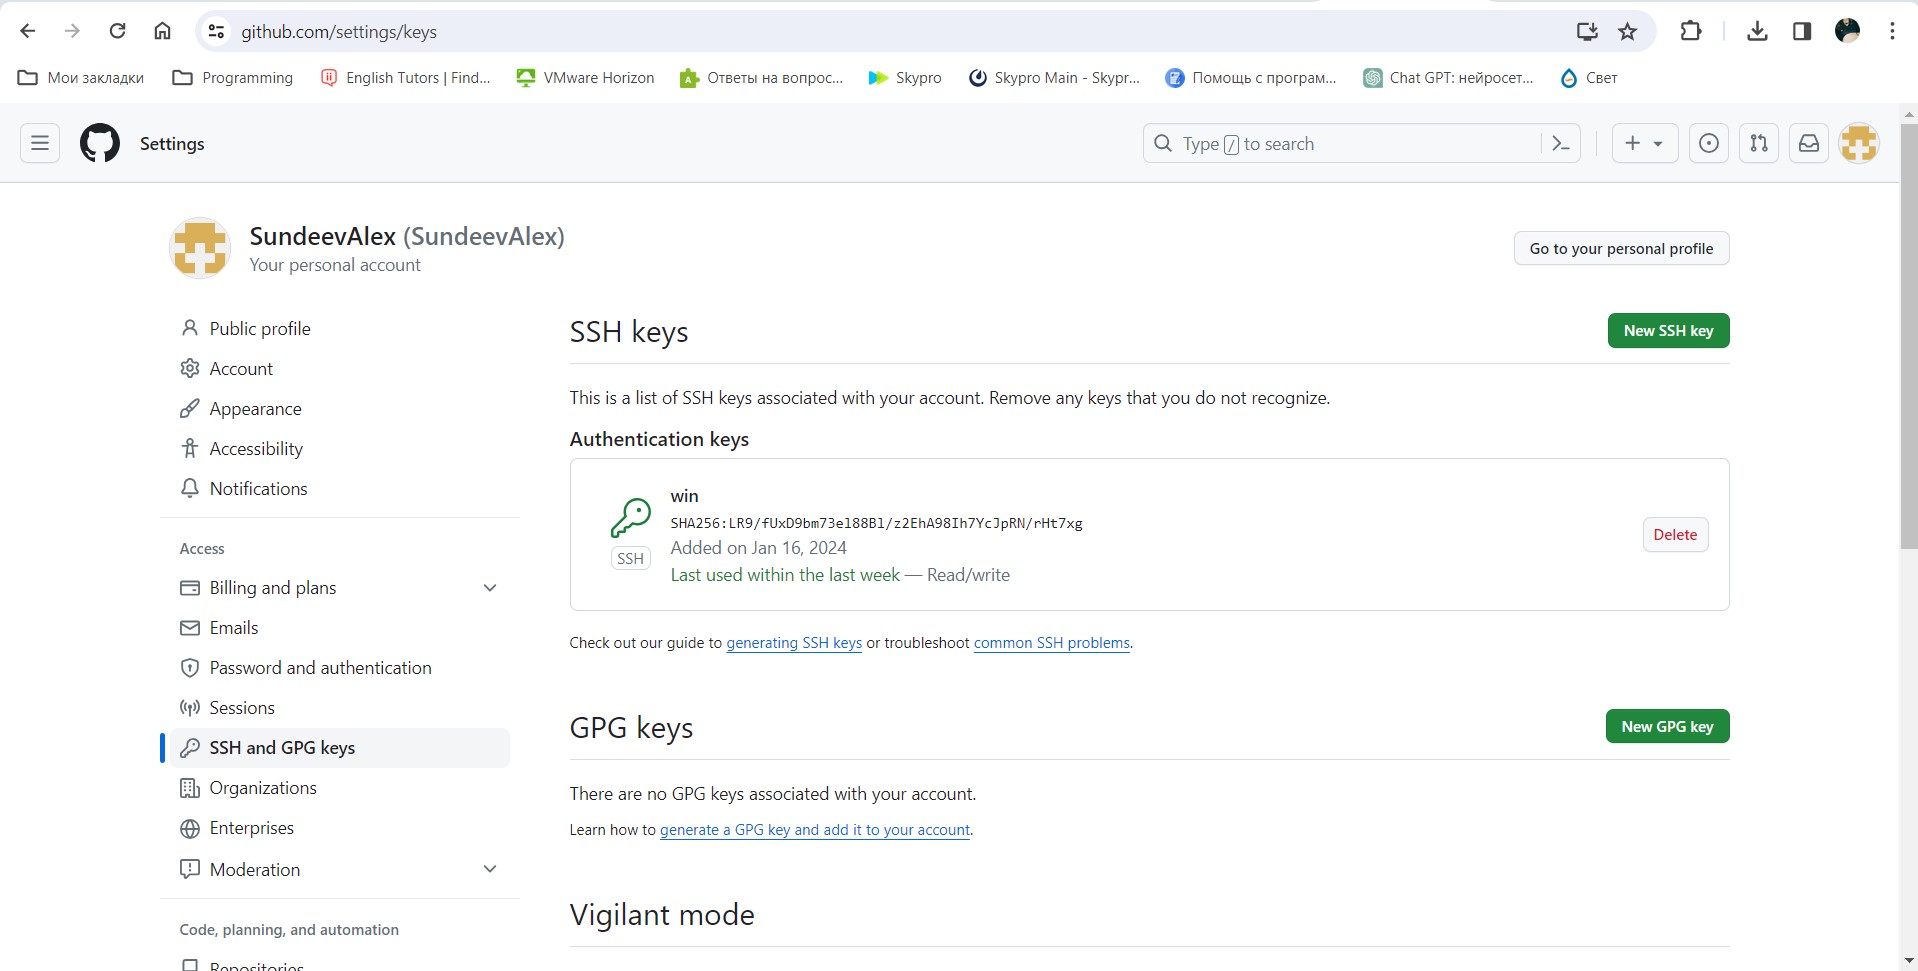 github.com/settings/keys
Мои закладки
Programming
English Tutors | Find...
VMware Horizon
Ответы на вопрос...
Skypro
Skypro Main - Skypr...
Помощь с програм...
Chat GPT: нейросет...
Свет
Settings
Type / to search
SundeevAlex (SundeevAlex)
Your personal account
Go to your personal profile
Public profile
Account
Appearance
Accessibility
Notifications
Access
Billing and plans
Emails
Password and authentication
Sessions
SSH and GPG keys
Organizations
Enterprises
Moderation
Code, planning, and automation
Repositories
SSH keys
New SSH key
This is a list of SSH keys associated with your account. Remove any keys that you do not recognize.
Authentication keys
win
SHA256:LR9/fUxD9bm73el88Bl/z2EhA98Ih7YcJpRN/rHt7xg
SSH
Added on Jan 16, 2024
Last used within the last week — Read/write
Delete
Check out our guide to generating SSH keys or troubleshoot common SSH problems.
GPG keys
New GPG key
There are no GPG keys associated with your account.
Learn how to generate a GPG key and add it to your account.
Vigilant mode